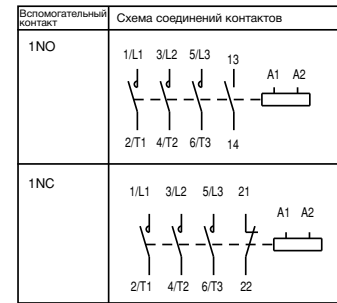 Вспомогательный контакт
Схема соединений контактов
1NO
1/L1 3/L2 5/L3 13
A1 A2
2/T1 4/T2 6/T3 14
1NC
1/L1 3/L2 5/L3 21
A1 A2
2/T1 4/T2 6/T3 22